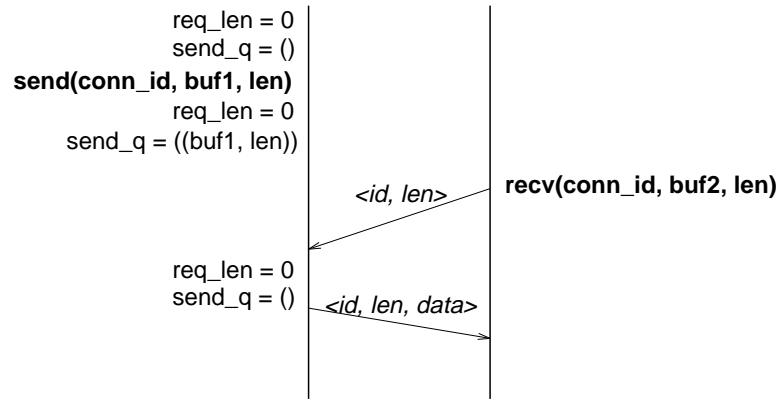 req_len = 0
send_q = ()
send(conn_id, buf1, len)
req_len = 0
send_q = ((buf1, len))
<id, len>
recv(conn_id, buf2, len)
req_len = 0
send_q = ()
<id, len, data>